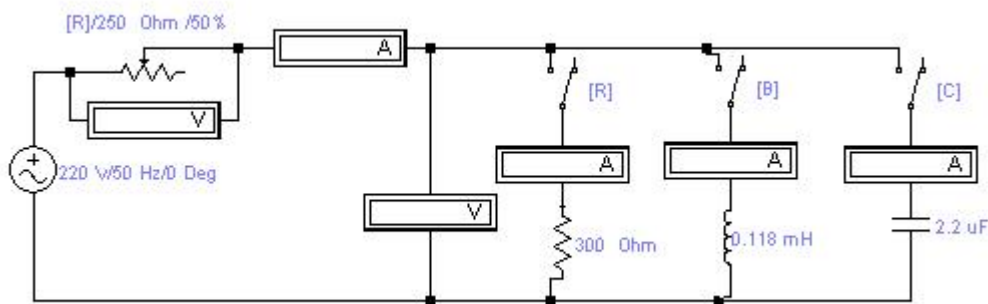 [R]/250 Ohm /50%
A
V
220 V/50 Hz/0 Deg
V
[R]
[B]
[C]
A
A
A
300 Ohm
0.118 mH
2.2 uF